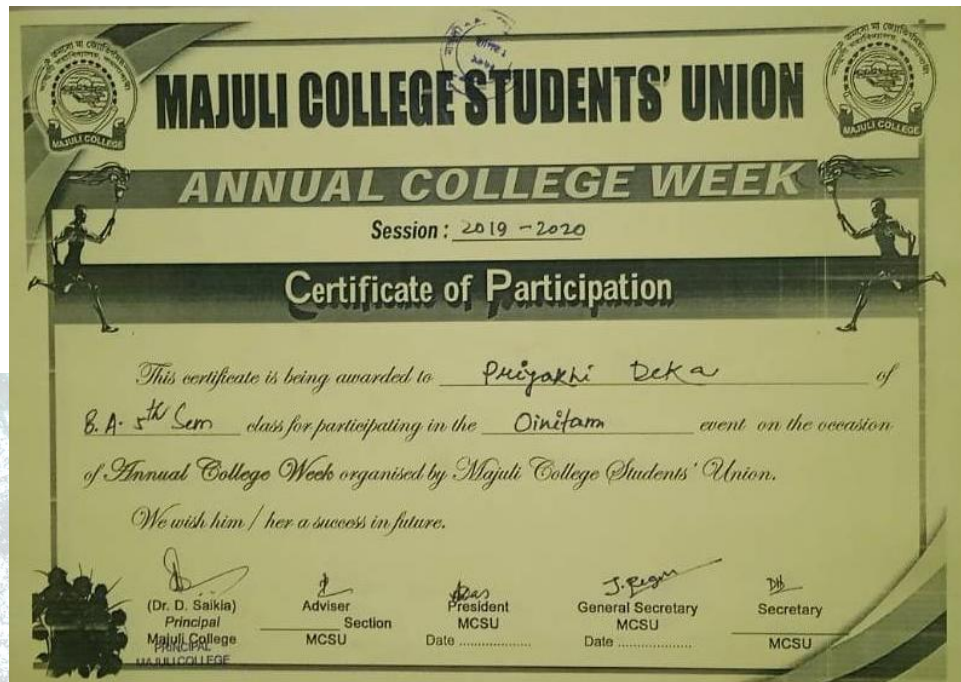 MAJULI COLLEGE
MAJULI COLLEGE
MAJULI COLLEGE STUDENTS' UNION
ANNUAL COLLEGE WEEK
Session : 2019 - 2020
Certificate of Participation
This certificate is being awarded to Priyakhi Deka of
B.A. 5th Sem class for participating in the Oinitam event on the occasion
of Annual College Week organised by Majuli College Students' Union.
We wish him / her a success in future.
(Dr. D. Saikia) Adviser President General Secretary Secretary
Principal Section MCSU MCSU
Majuli College MCSU Date .................. Date ................... MCSU
PRINCIPAL
MAJULI COLLEGE